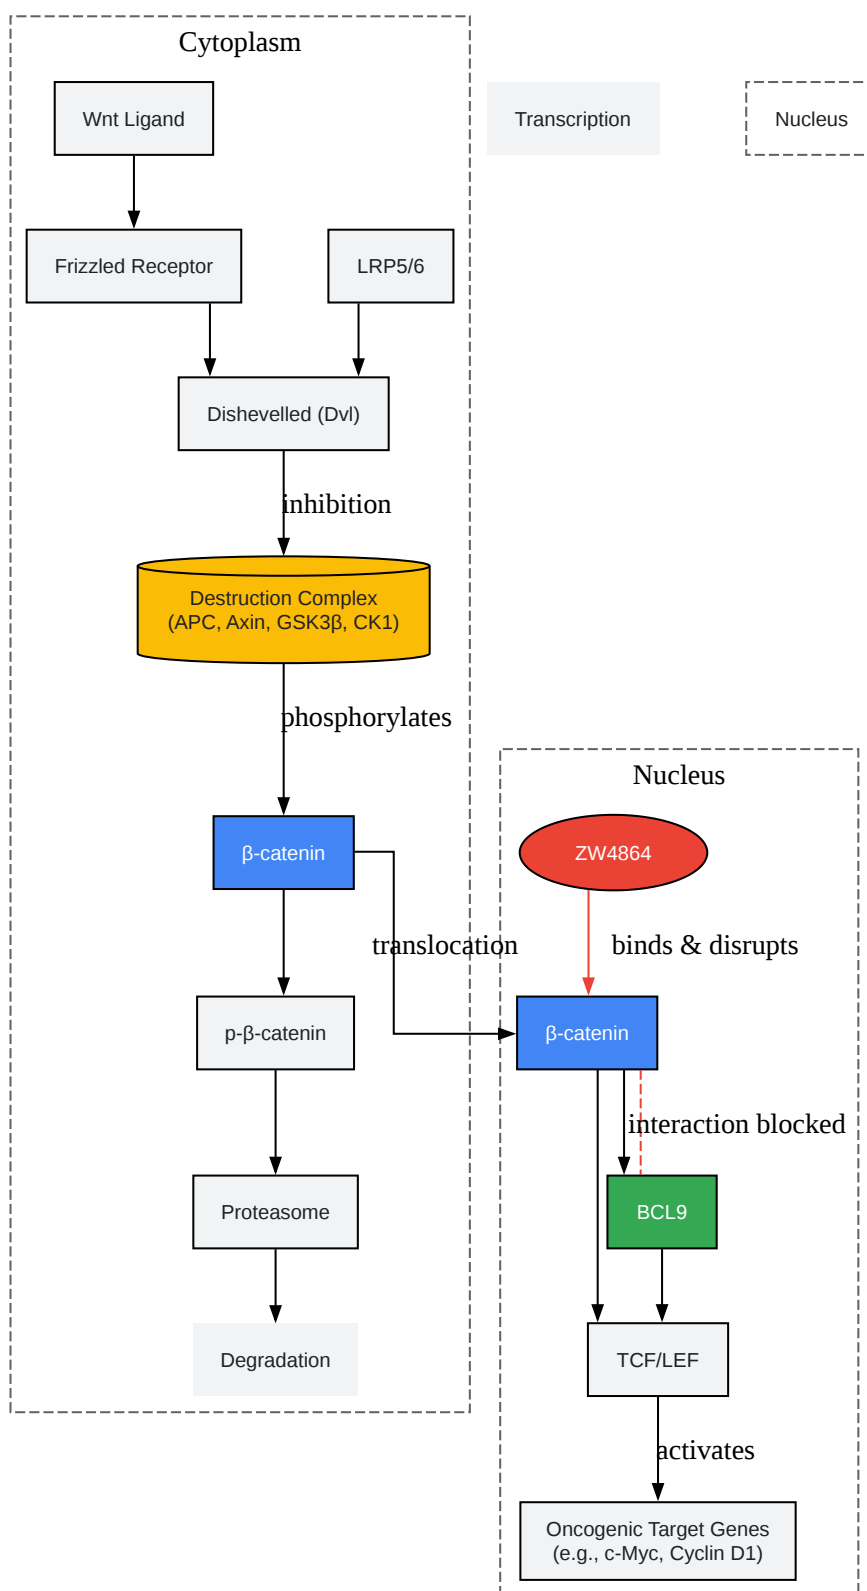 Cytoplasm
Wnt Ligand
Transcription
Nucleus
Frizzled Receptor
LRP5/6
Dishevelled (Dvl)
inhibition
Destruction Complex
(APC, Axin, GSK3β, CK1)
phosphorylates
Nucleus
β-catenin
ZW4864
translocation
binds & disrupts
p-β-catenin
β-catenin
interaction blocked
Proteasome
BCL9
Degradation
TCF/LEF
activates
Oncogenic Target Genes
(e.g., c-Myc, Cyclin D1)